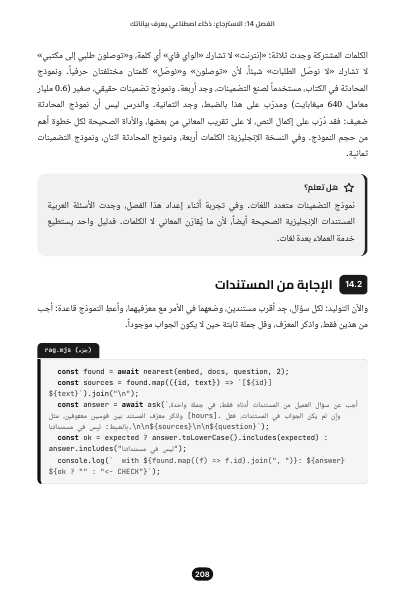 الفصل 14: الاسترجاع: ذكاء اصطناعي يعرف بياناتك
الكلمات المشتركة وجدت ثلاثة: «إنترنت» لا تشارك «الواي فاي» أي كلمة، و«توصلون طلبي إلى مكتبي»
لا تشارك «لا نوصّل الطلبات» شيئاً، لأن «توصلون» و«نوصّل» كلمتان مختلفتان حرفياً. ونموذج
المحادثة في الكتاب، مستخدماً لصنع التضمينات، وجد أربعة. ونموذج تضمينات حقيقي، صغير (0.6 مليار
معامل، 640 ميغابايت) ومدرّب على هذا بالضبط، وجد الثمانية. والدرس ليس أن نموذج المحادثة
ضعيف: فقد دُرّب على إكمال النص، لا على تقريب المعاني من بعضها، والأداة الصحيحة لكل خطوة أهم
من حجم النموذج. وفي النسخة الإنجليزية: الكلمات أربعة، ونموذج المحادثة اثنان، ونموذج التضمينات
ثمانية.
هل تعلم؟
نموذج التضمينات متعدد اللغات. وفي تجربة أثناء إعداد هذا الفصل، وجدت الأسئلة العربية
المستندات الإنجليزية الصحيحة أيضاً، لأن ما يُقارَن المعاني لا الكلمات. فدليل واحد يستطيع
خدمة العملاء بعدة لغات.
14.2 الإجابة من المستندات
والآن التوليد: لكل سؤال، جِد أقرب مستندين، وضعهما في الأمر مع معرّفيهما، وأعطِ النموذج قاعدة: أجب
من هذين فقط، واذكر المعرّف، وقل جملة ثابتة حين لا يكون الجواب موجوداً.
rag.mjs (جزء)
const found = await nearest(embed, docs, question, 2);
const sources = found.map(({id, text}) => `[${id}]
${text}`).join("\n");
const answer = await ask(`أجب عن سؤال العميل من المستندات أدناه فقط، في جملة واحدة،
واذكر معرّف المستند بين قوسين معقوفين، مثل [hours]. وإن لم يكن الجواب في المستندات، فقل
بالضبط: ليس في مستنداتنا.\n\n${sources}\n\n${question}`);
const ok = expected ? answer.toLowerCase().includes(expected) :
answer.includes("ليس في مستنداتنا");
console.log(`  with ${found.map((f) => f.id).join(", ")}: ${answer}
${ok ? "" : "<- CHECK"}`);
208